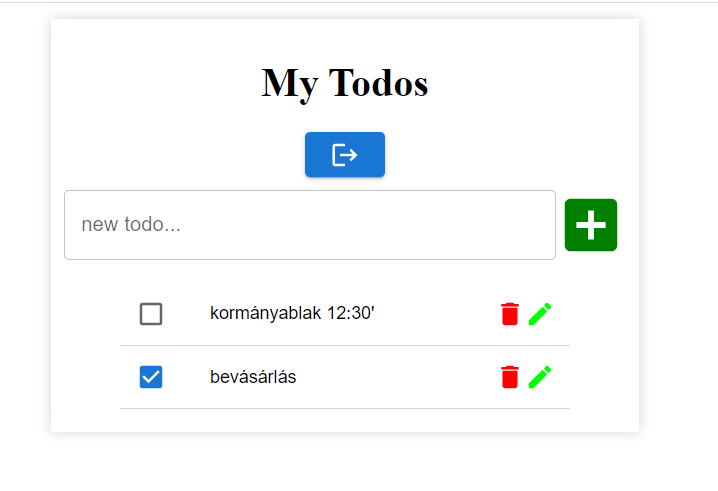 My Todos
new todo...
kormányablak 12:30'
bevásárlás